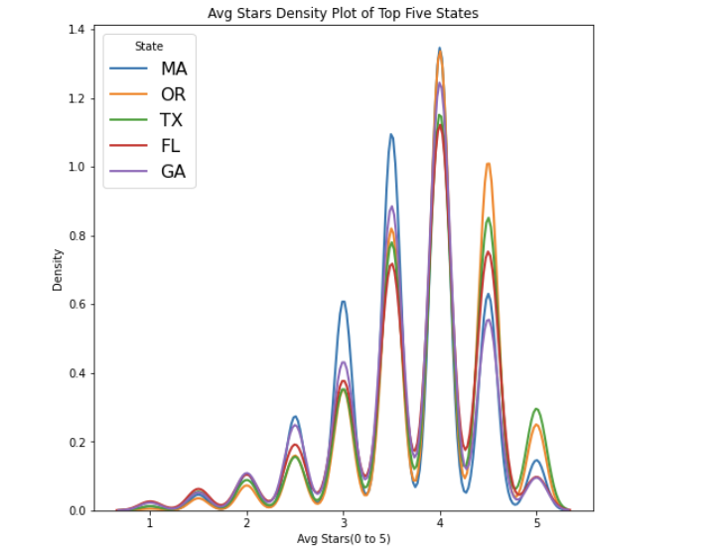 Avg Stars Density Plot of Top Five States
State
MA
OR
TX
FL
GA
Density
1.4
1.2
1.0
0.8
0.6
0.4
0.2
0.0
1 2 3 4 5
Avg Stars(0 to 5)